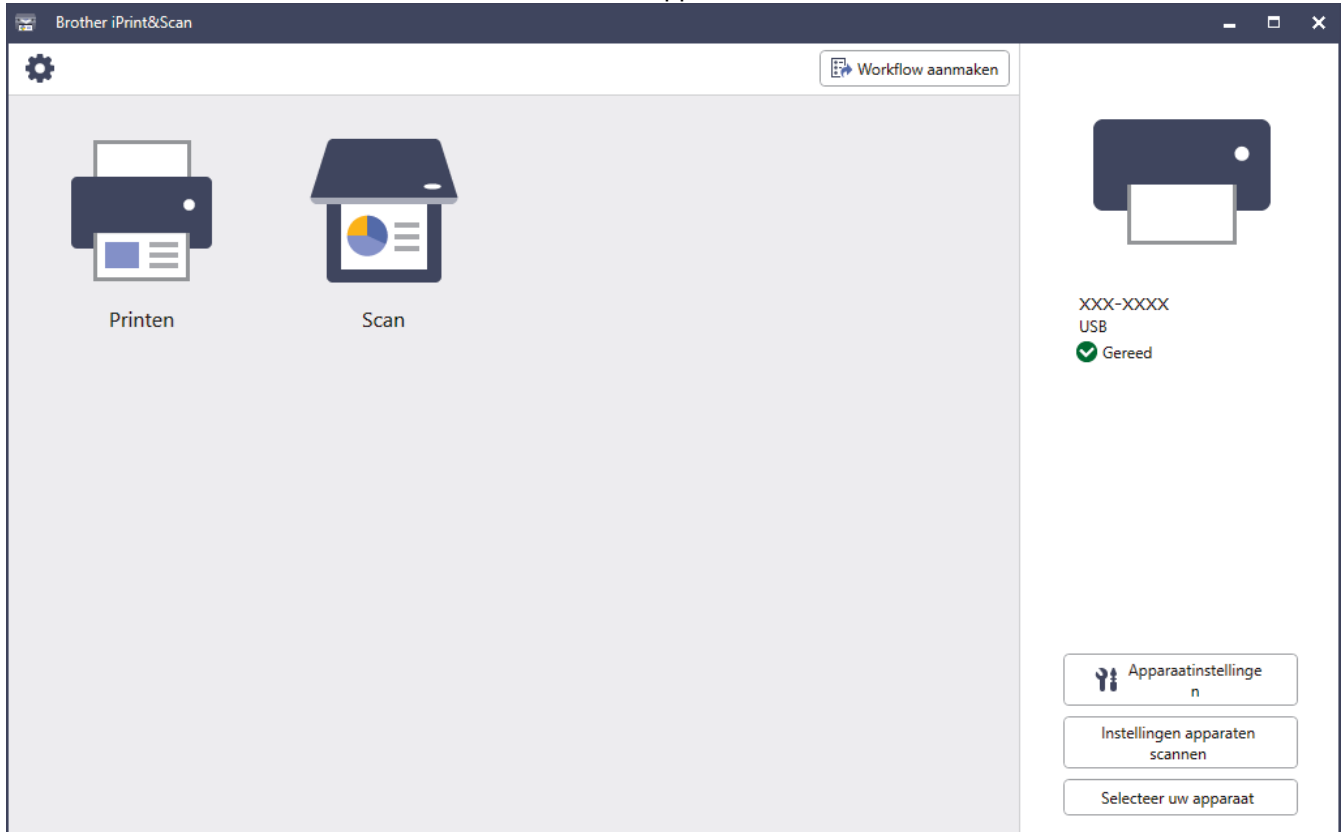 Brother iPrint&Scan
Workflow aanmaken
Printen
Scan
XXX-XXXX
USB
Gereed
Apparaatinstellinge
n
Instellingen apparaten
scannen
Selecteer uw apparaat